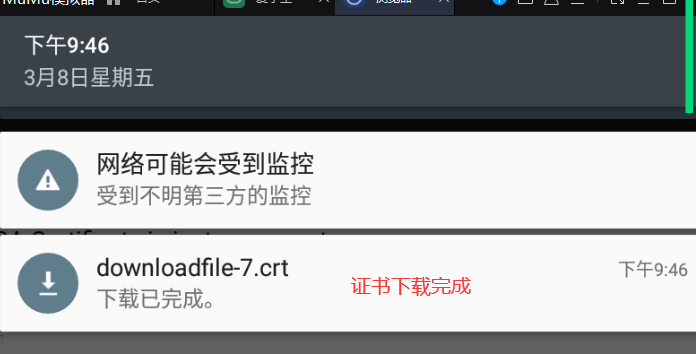 MuMu模拟器
下午9:46
3月8日星期五
网络可能会受到监控
受到不明第三方的监控
downloadfile-7.crt
下午9:46
下载已完成。
证书下载完成